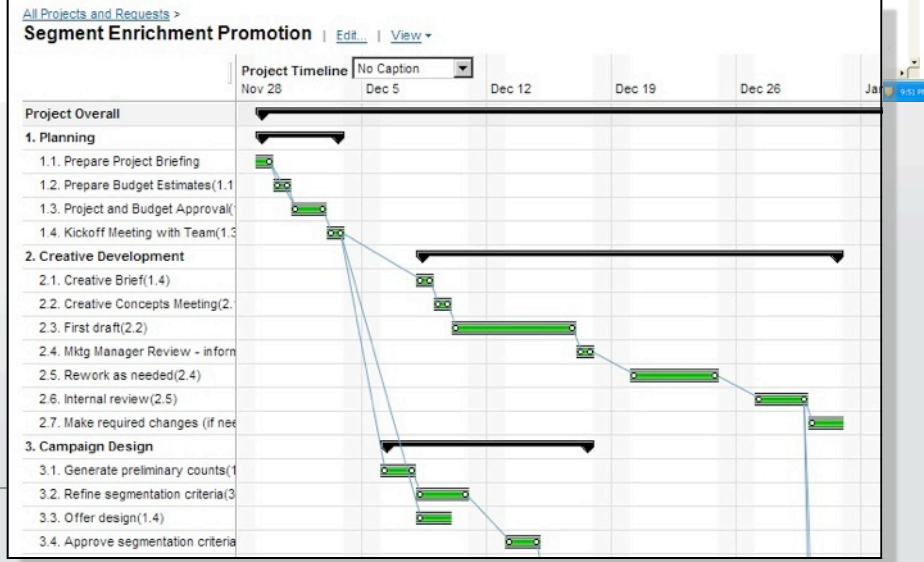 All Projects and Requests >
Segment Enrichment Promotion | Edit... | View
Project Timeline No Caption
Nov 28 Dec 5 Dec 12 Dec 19 Dec 26 Jan
Project Overall
1. Planning
1.1. Prepare Project Briefing
1.2. Prepare Budget Estimates(1.1
1.3. Project and Budget Approval(
1.4. Kickoff Meeting with Team(1.3
2. Creative Development
2.1. Creative Brief(1.4)
2.2. Creative Concepts Meeting(2.
2.3. First draft(2.2)
2.4. Mktg Manager Review - inform
2.5. Rework as needed(2.4)
2.6. Internal review(2.5)
2.7. Make required changes (if nee
3. Campaign Design
3.1. Generate preliminary counts(1
3.2. Refine segmentation criteria(3
3.3. Offer design(1.4)
3.4. Approve segmentation criteria
9:51 PM